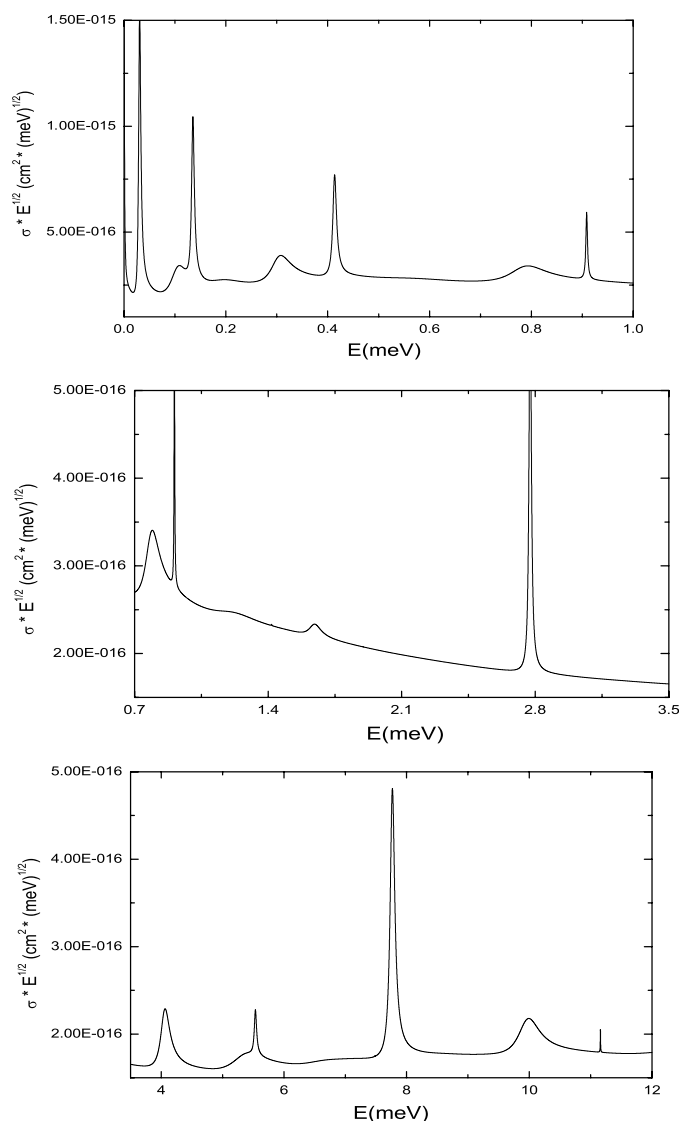 1.50E-015
1.00E-015
5.00E-016
σ * E^1/2 (cm^2 * (meV)^1/2)
0.0 0.2 0.4 0.6 0.8 1.0
E(meV)
5.00E-016
4.00E-016
3.00E-016
2.00E-016
σ * E^1/2 (cm^2 * (meV)^1/2)
0.7 1.4 2.1 2.8 3.5
E(meV)
5.00E-016
4.00E-016
3.00E-016
2.00E-016
σ * E^1/2 (cm^2 * (meV)^1/2)
4 6 8 10 12
E(meV)